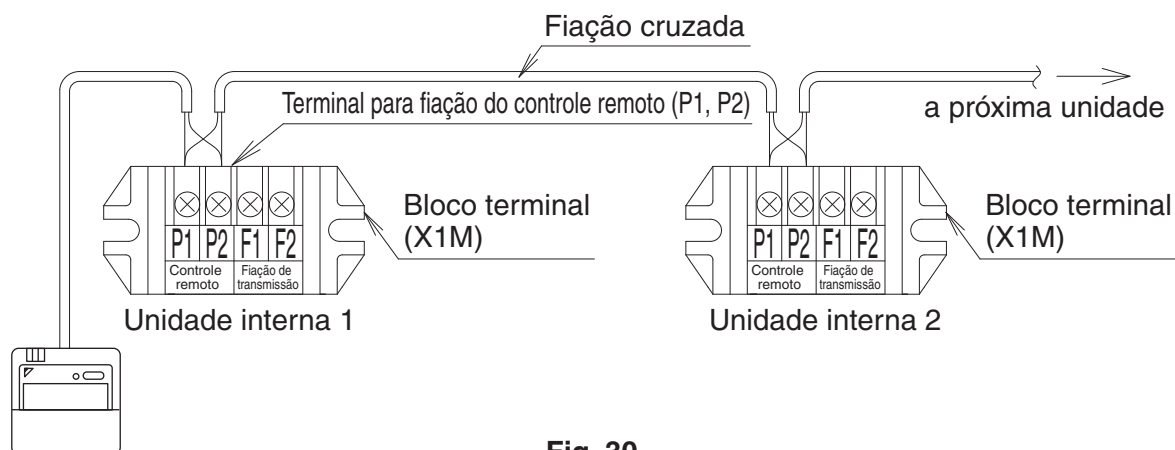 Fiação cruzada
Terminal para fiação do controle remoto (P1, P2)
a próxima unidade
Bloco terminal
(X1M)
P1 P2 F1 F2
Controle remoto
Fiação de transmissão
Unidade interna 1
Bloco terminal
(X1M)
P1 P2 F1 F2
Controle remoto
Fiação de transmissão
Unidade interna 2
Fig. 30